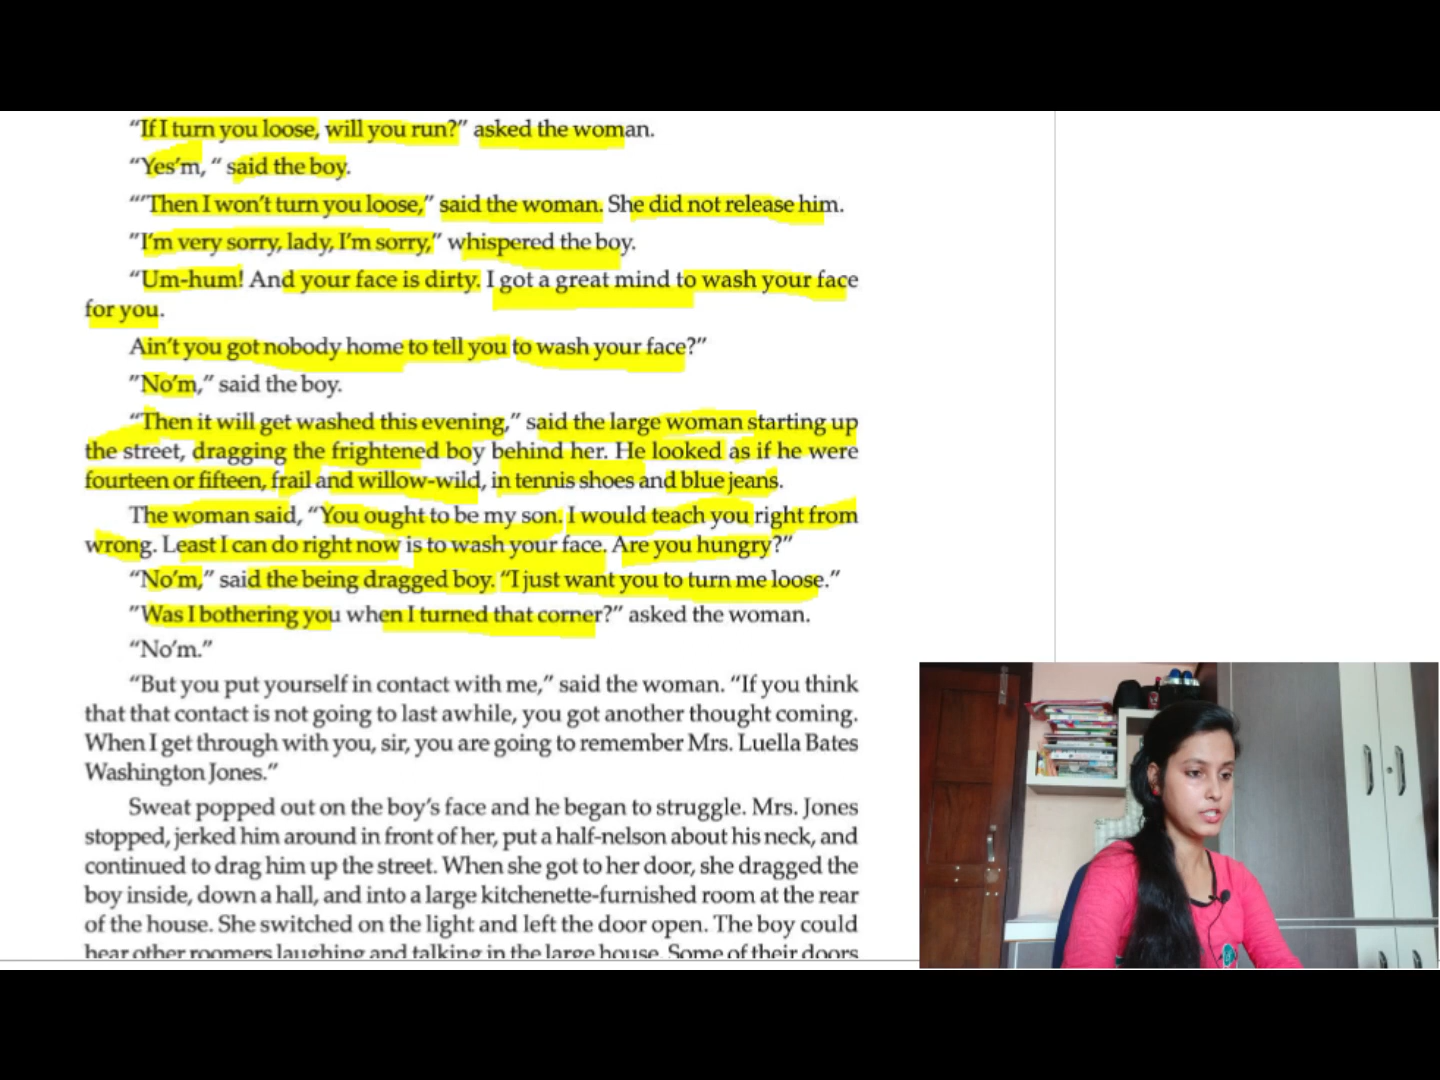 “If I turn you loose, will you run?” asked the woman.
“Yes’m, “ said the boy.
“‘Then I won’t turn you loose,” said the woman. She did not release him.
”I’m very sorry, lady, I’m sorry,” whispered the boy.
“Um-hum! And your face is dirty. I got a great mind to wash your face
for you.
Ain’t you got nobody home to tell you to wash your face?”
”No’m,” said the boy.
“Then it will get washed this evening,” said the large woman starting up
the street, dragging the frightened boy behind her. He looked as if he were
fourteen or fifteen, frail and willow-wild, in tennis shoes and blue jeans.
The woman said, “You ought to be my son. I would teach you right from
wrong. Least I can do right now is to wash your face. Are you hungry?”
“No’m,” said the being dragged boy. “I just want you to turn me loose.”
”Was I bothering you when I turned that corner?” asked the woman.
“No’m.”
“But you put yourself in contact with me,” said the woman. “If you think
that that contact is not going to last awhile, you got another thought coming.
When I get through with you, sir, you are going to remember Mrs. Luella Bates
Washington Jones.”
Sweat popped out on the boy’s face and he began to struggle. Mrs. Jones
stopped, jerked him around in front of her, put a half-nelson about his neck, and
continued to drag him up the street. When she got to her door, she dragged the
boy inside, down a hall, and into a large kitchenette-furnished room at the rear
of the house. She switched on the light and left the door open. The boy could
hear other roomers laughing and talking in the large house. Some of their doors